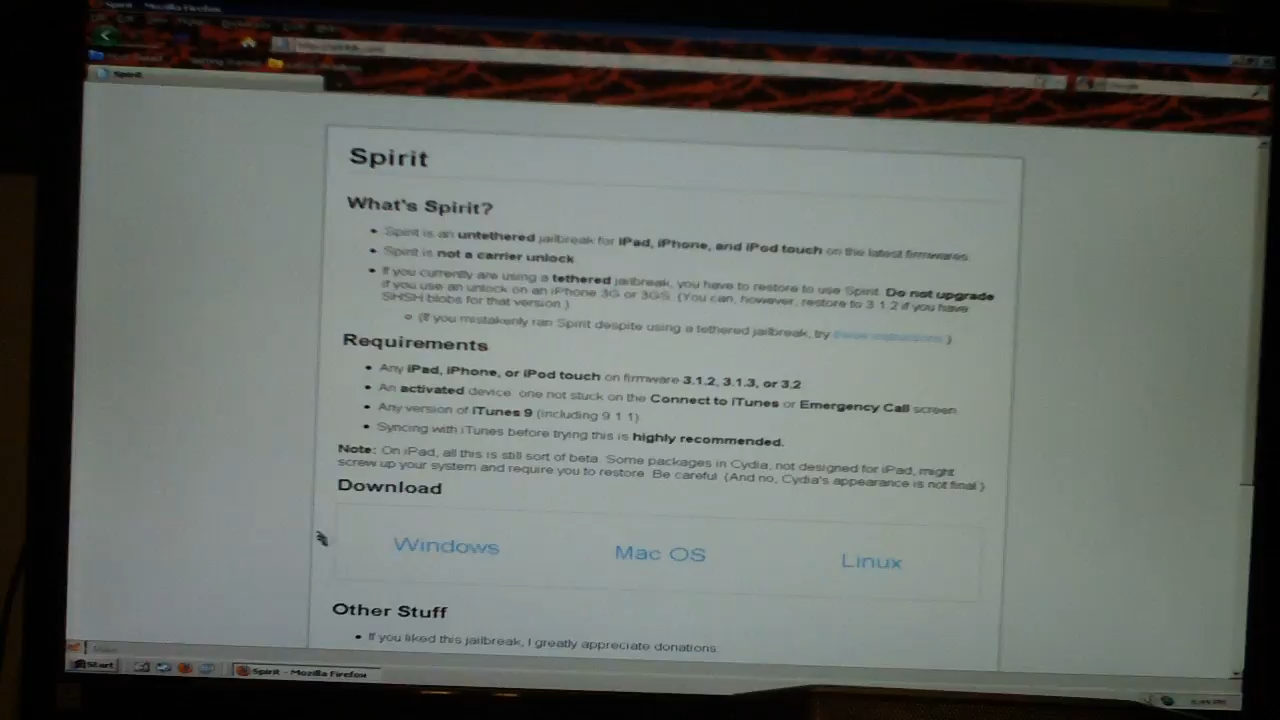 Spirit - Mozilla Firefox
Spirit
Spirit
What's Spirit?
Spirit is an untethered jailbreak for iPad, iPhone, and iPod touch on the latest firmwares.
Spirit is not a carrier unlock.
If you currently are using a tethered jailbreak, you have to restore to use Spirit. Do not upgrade
if you use an unlock on an iPhone 3G or 3GS. (You can, however, restore to 3.1.2 if you have
SHSH blobs for that version.)
(If you mistakenly ran Spirit despite using a tethered jailbreak, try these instructions.)
Requirements
Any iPad, iPhone, or iPod touch on firmware 3.1.2, 3.1.3, or 3.2
An activated device: one not stuck on the Connect to iTunes or Emergency Call screen
Any version of iTunes 9 (including 9.1.1)
Syncing with iTunes before trying this is highly recommended.
Note: On iPad, all this is still sort of beta. Some packages in Cydia, not designed for iPad, might
screw up your system and require you to restore. Be careful. (And no, Cydia's appearance is not final.)
Download
Windows Mac OS Linux
Other Stuff
If you liked this jailbreak, I greatly appreciate donations.
Start Spirit - Mozilla Firefox